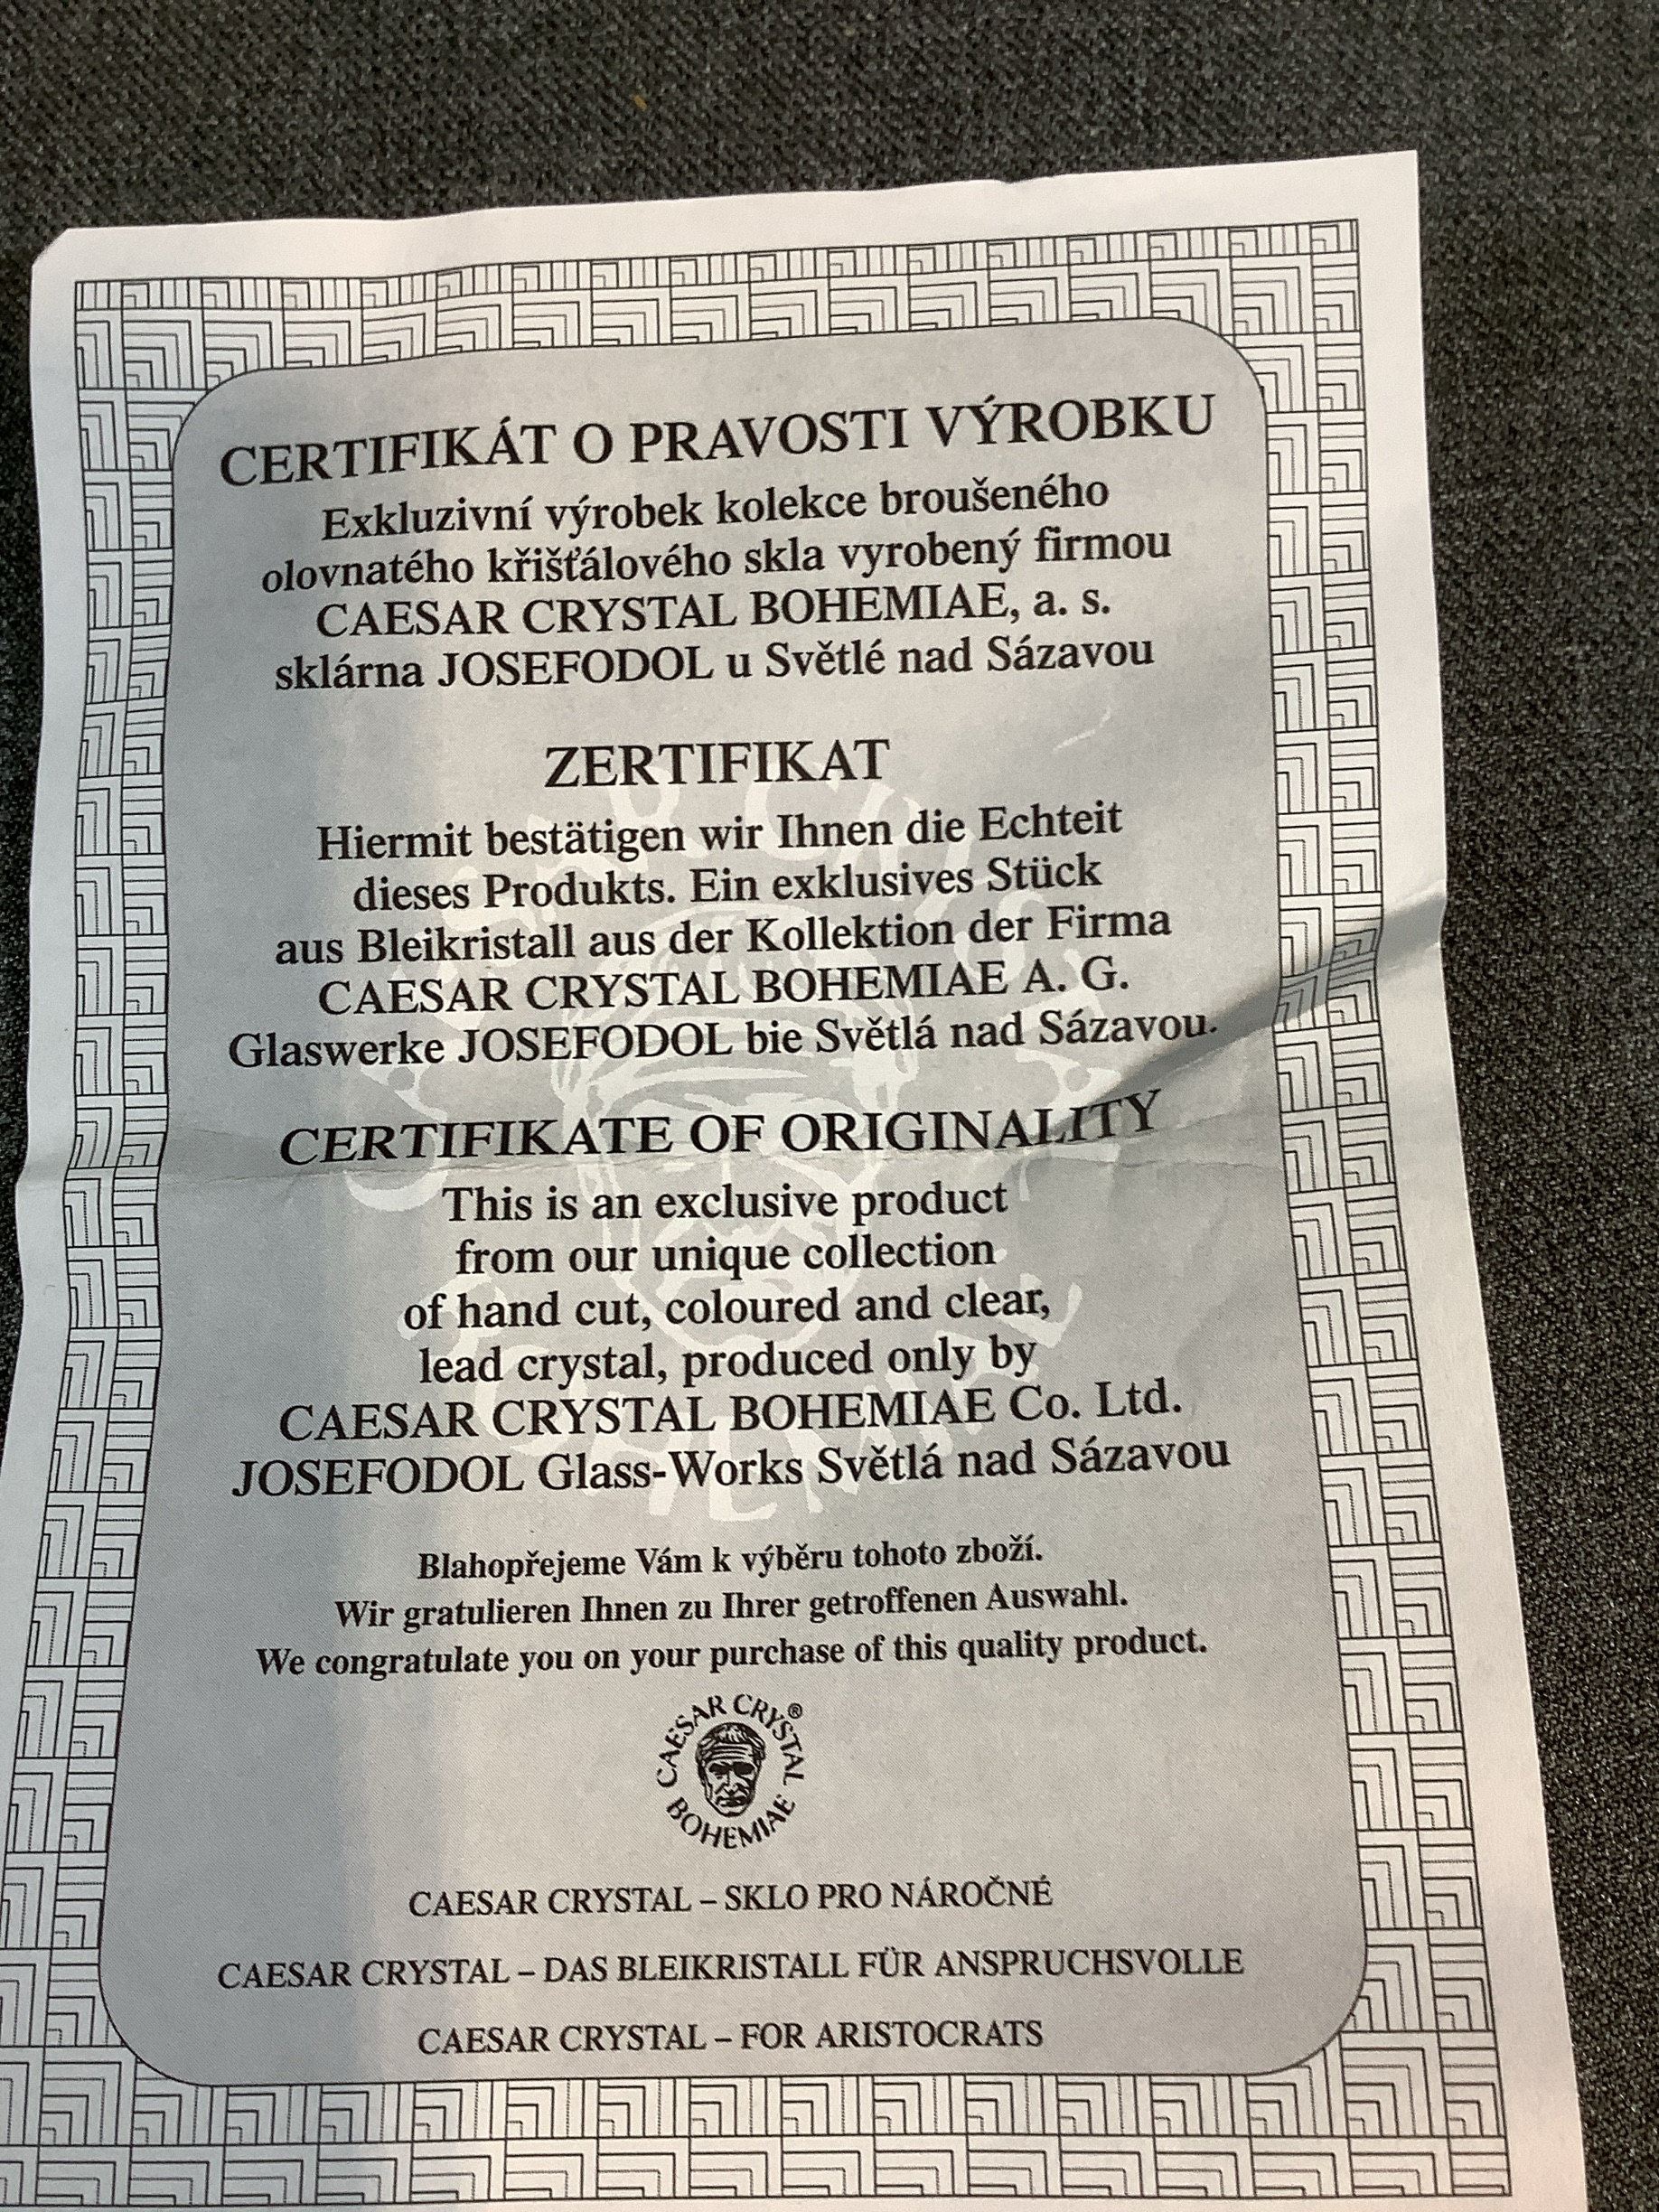 CERTIFIKÁT O PRAVOSTI VÝROBKU
Exkluzivní výrobek kolekce broušeného
olovnatého křišťálového skla vyrobený firmou
CAESAR CRYSTAL BOHEMIAE, a. s.
sklárna JOSEFODOL u Světlé nad Sázavou
ZERTIFIKAT
Hiermit bestätigen wir Ihnen die Echteit
dieses Produkts. Ein exklusives Stück
aus Bleikristall aus der Kollektion der Firma
CAESAR CRYSTAL BOHEMIAE A. G.
Glaswerke JOSEFODOL bie Světlá nad Sázavou.
CERTIFIKATE OF ORIGINALITY
This is an exclusive product
from our unique collection
of hand cut, coloured and clear,
lead crystal, produced only by
CAESAR CRYSTAL BOHEMIAE Co. Ltd.
JOSEFODOL Glass-Works Světlá nad Sázavou
Blahopřejeme Vám k výběru tohoto zboží.
Wir gratulieren Ihnen zu Ihrer getroffenen Auswahl.
We congratulate you on your purchase of this quality product.
CAESAR CRYSTAL®
BOHEMIAE
CAESAR CRYSTAL – SKLO PRO NÁROČNÉ
CAESAR CRYSTAL – DAS BLEIKRISTALL FÜR ANSPRUCHSVOLLE
CAESAR CRYSTAL – FOR ARISTOCRATS